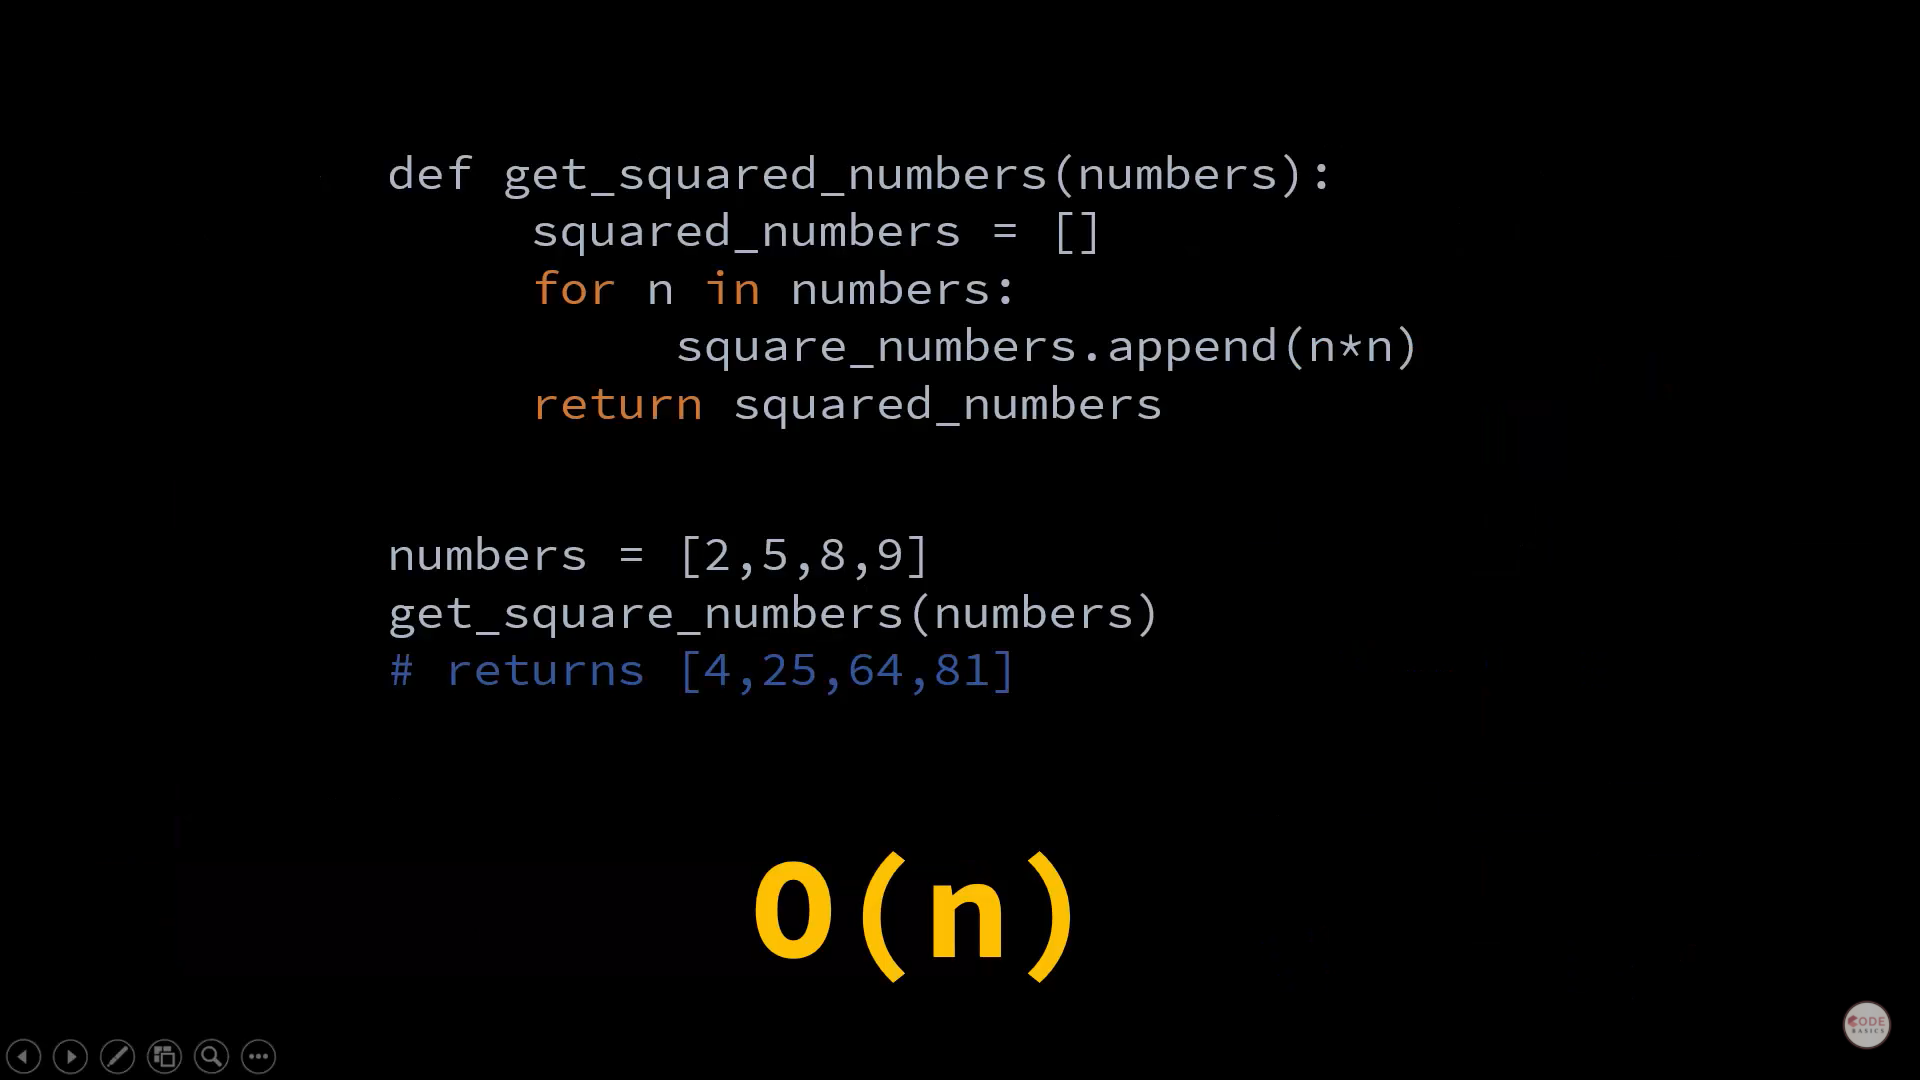 def get_squared_numbers(numbers):
squared_numbers = []
for n in numbers:
square_numbers.append(n*n)
return squared_numbers
numbers = [2,5,8,9]
get_square_numbers(numbers)
# returns [4,25,64,81]
O(n)
CODE
BASICS